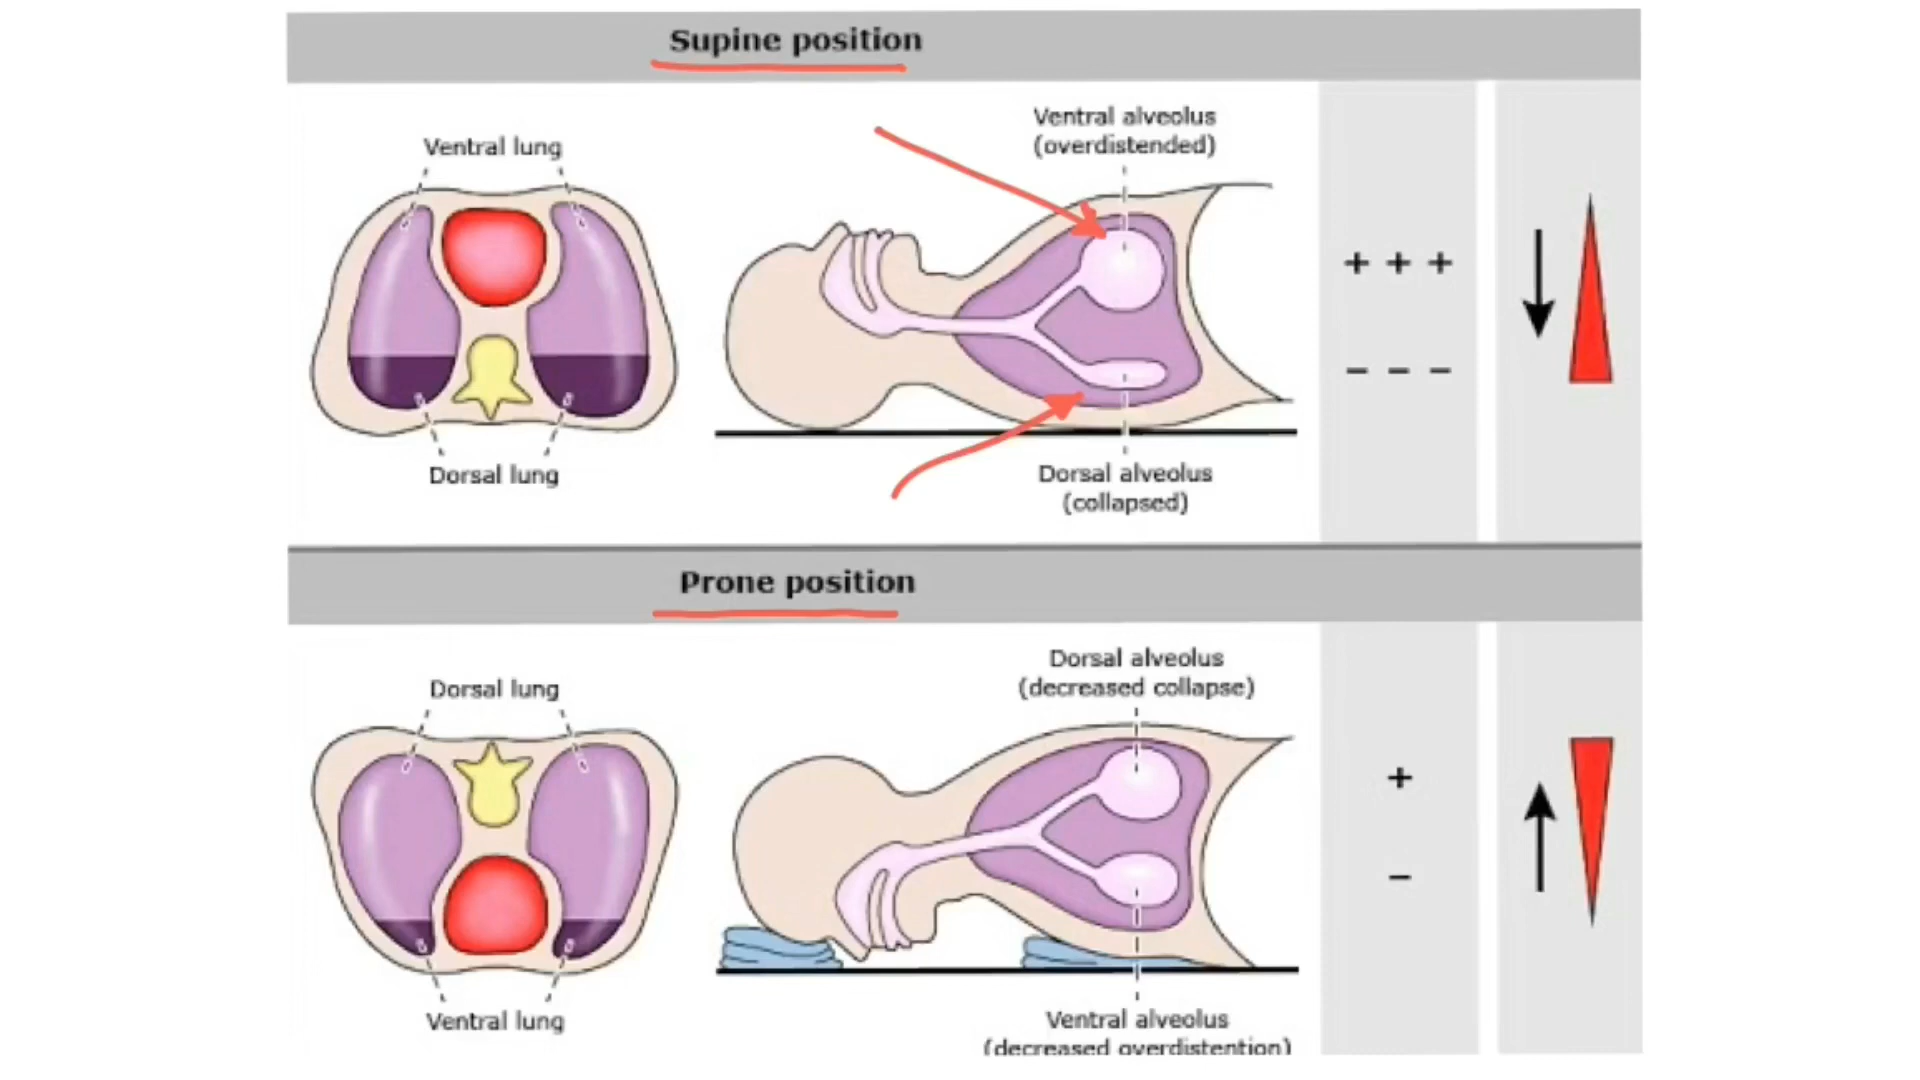 Supine position
Ventral lung
Ventral alveolus
(overdistended)
+ + +
- - -
Dorsal lung
Dorsal alveolus
(collapsed)
Prone position
Dorsal lung
Dorsal alveolus
(decreased collapse)
+
-
Ventral lung
Ventral alveolus
(decreased overdistention)